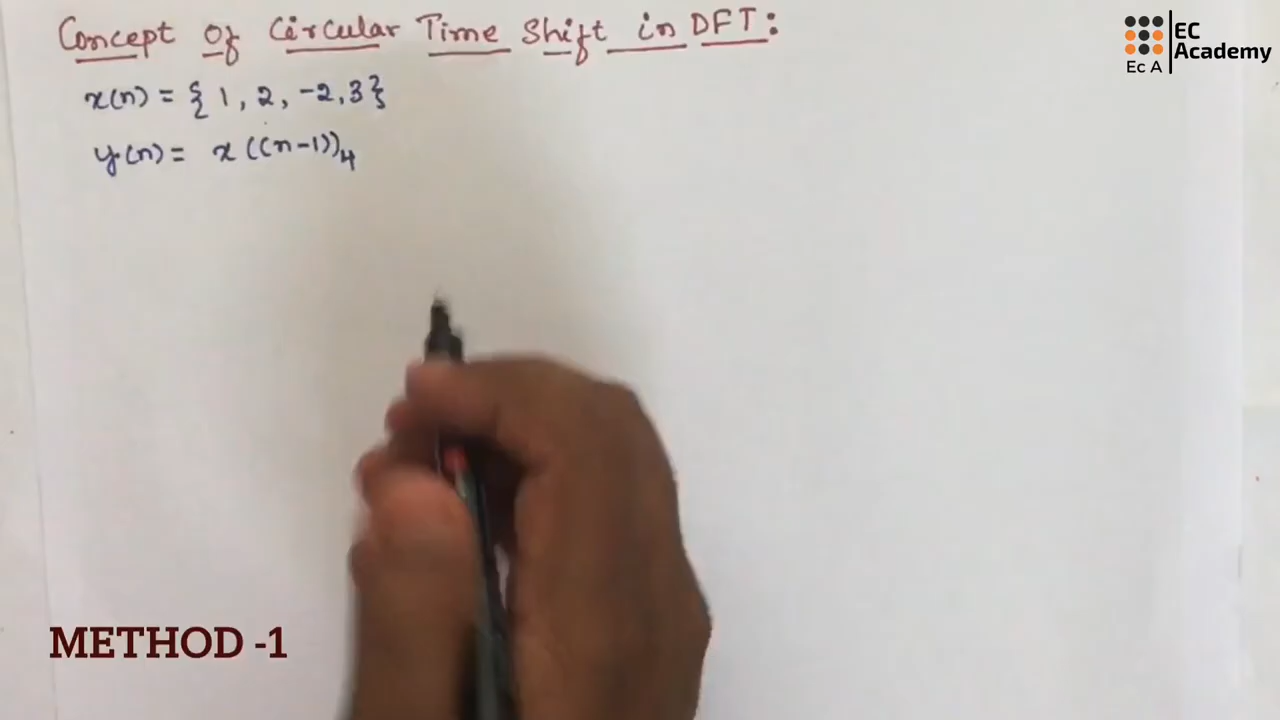 Concept Of Circular Time Shift in DFT:
x(n) = { 1, 2, -2, 3}
y(n) = x((n-1))₄
EC
Academy
Ec A
METHOD -1